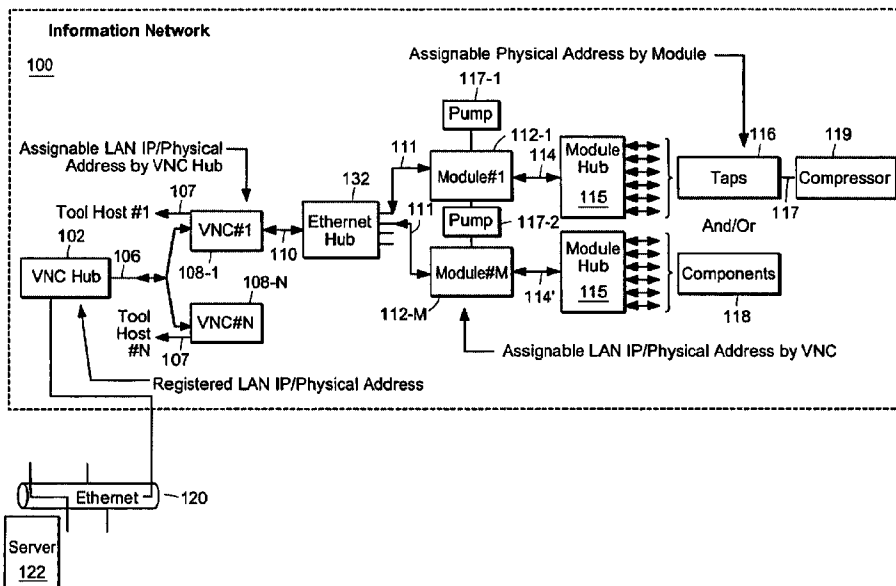 Information Network
100
Assignable Physical Address by Module
117-1
Pump
112-1
116
119
Assignable LAN IP/Physical
Address by VNC Hub
111
Module#1
114
Module
Hub
115
Taps
117
Compressor
132
107
Tool Host #1
VNC#1
108-1
110
Ethernet
Hub
111
Pump
117-2
And/Or
102
VNC Hub
106
108-N
VNC#N
Module#M
112-M
114'
Module
Hub
115
Components
118
Tool
Host
#N
107
Assignable LAN IP/Physical Address by VNC
Registered LAN IP/Physical Address
Ethernet
120
Server
122